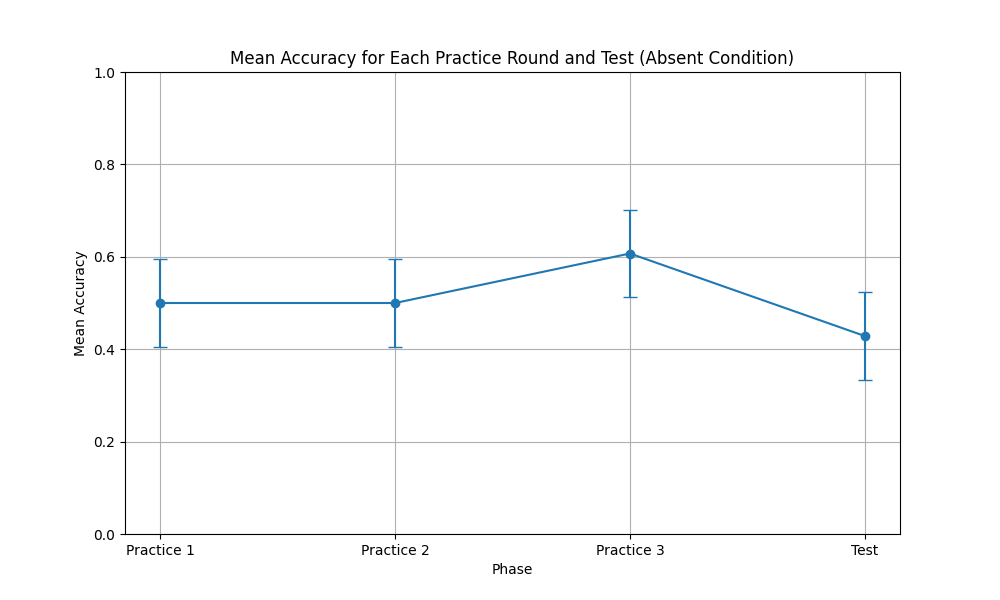 Mean Accuracy for Each Practice Round and Test (Absent Condition)
1.0
0.8
0.6
0.4
0.2
0.0
Mean Accuracy
Practice 1
Practice 2
Practice 3
Test
Phase